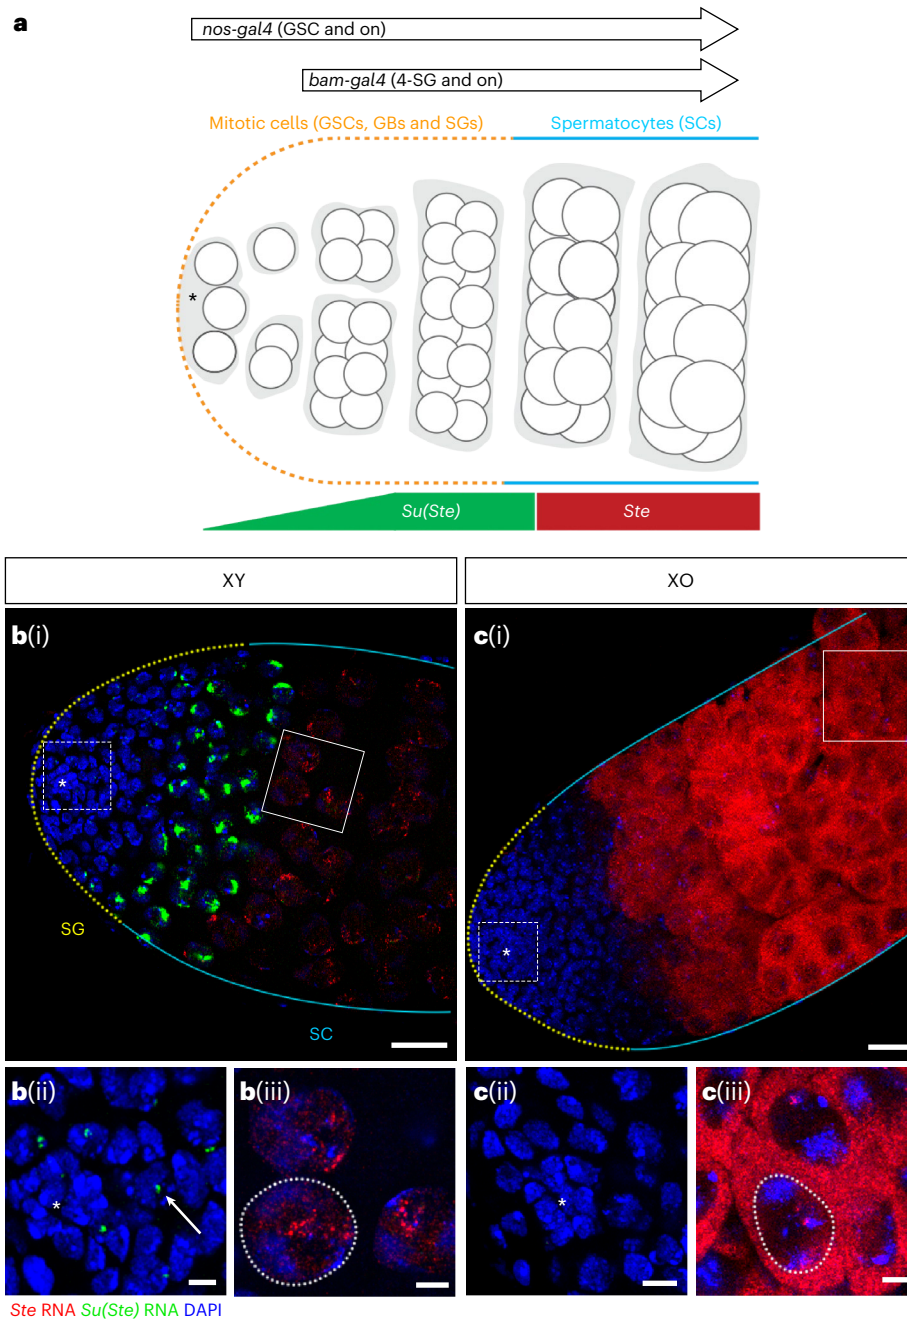 a
nos-gal4 (GSC and on)
bam-gal4 (4-SG and on)
Mitotic cells (GSCs, GBs and SGs) Spermatocytes (SCs)
*
Su(Ste) Ste
XY XO
b(i) c(i)
*
SG
*
SC
b(ii) b(iii) c(ii) c(iii)
* *
Ste RNA Su(Ste) RNA DAPI